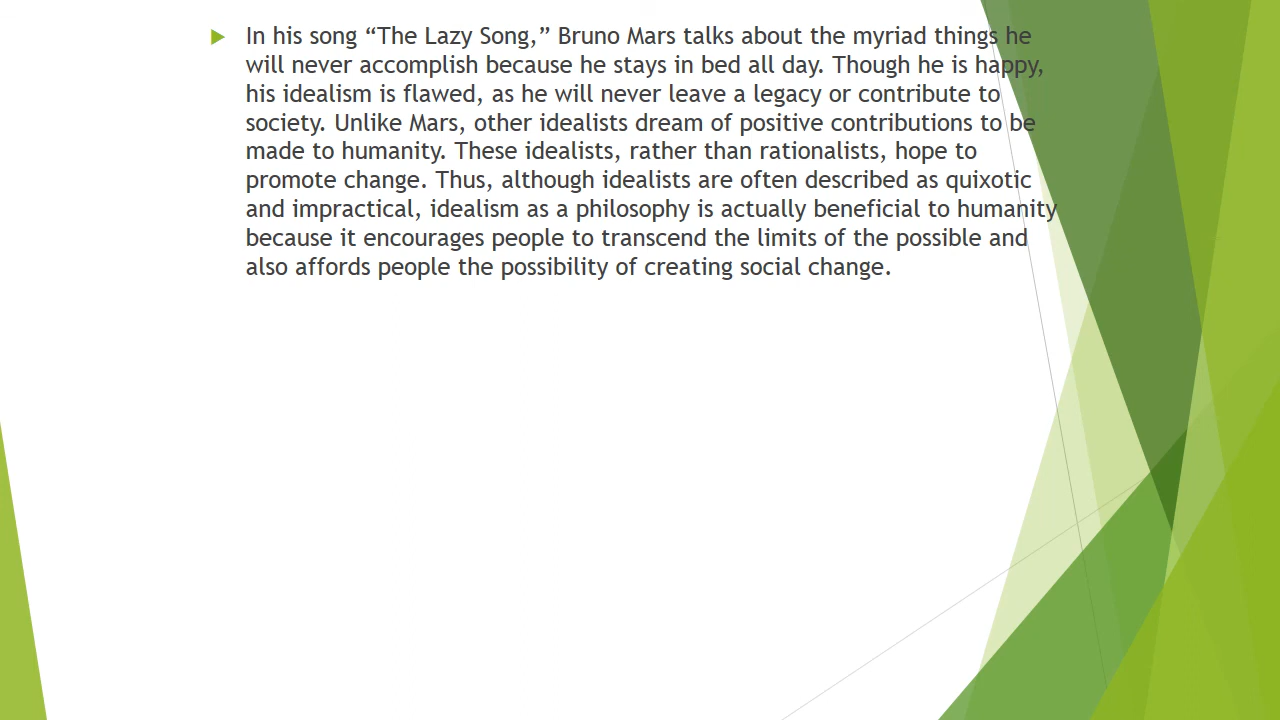 In his song “The Lazy Song,” Bruno Mars talks about the myriad things he
will never accomplish because he stays in bed all day. Though he is happy,
his idealism is flawed, as he will never leave a legacy or contribute to
society. Unlike Mars, other idealists dream of positive contributions to be
made to humanity. These idealists, rather than rationalists, hope to
promote change. Thus, although idealists are often described as quixotic
and impractical, idealism as a philosophy is actually beneficial to humanity
because it encourages people to transcend the limits of the possible and
also affords people the possibility of creating social change.